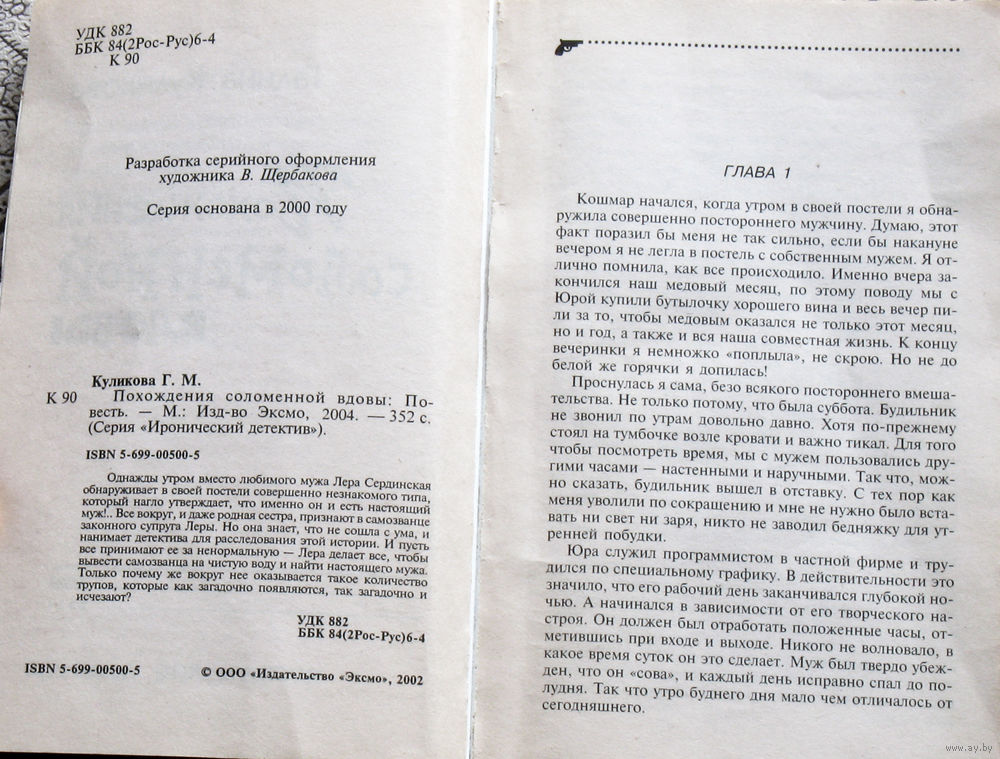 УДК 882
ББК 84(2Рос-Рус)6-4
К 90
Разработка серийного оформления
художника В. Щербакова
Серия основана в 2000 году
Куликова Г. М.
К 90 Похождения соломенной вдовы: По-
весть. — М.: Изд-во Эксмо, 2004. — 352 с.
(Серия «Иронический детектив»).
ISBN 5-699-00500-5
Однажды утром вместо любимого мужа Лера Сердинская
обнаруживает в своей постели совершенно незнакомого типа,
который нагло утверждает, что именно он и есть настоящий
муж!.. Все вокруг, и даже родная сестра, признают в самозванце
законного супруга Леры. Но она знает, что не сошла с ума, и
нанимает детектива для расследования этой истории. И пусть
все принимают ее за ненормальную — Лера делает все, чтобы
вывести самозванца на чистую воду и найти настоящего мужа.
Только почему же вокруг нее оказывается такое количество
трупов, которые как загадочно появляются, так загадочно и
исчезают?
УДК 882
ББК 84(2Рос-Рус)6-4
ISBN 5-699-00500-5
© ООО «Издательство «Эксмо», 2002
ГЛАВА 1
Кошмар начался, когда утром в своей постели я обна-
ружила совершенно постороннего мужчину. Думаю, этот
факт поразил бы меня не так сильно, если бы накануне
вечером я не легла в постель с собственным мужем. Я от-
лично помнила, как все происходило. Именно вчера за-
кончился наш медовый месяц, по этому поводу мы с
Юрой купили бутылочку хорошего вина и весь вечер пи-
ли за то, чтобы медовым оказался не только этот месяц,
но и год, а также и вся наша совместная жизнь. К концу
вечеринки я немножко «поплыла», не скрою. Но не до
белой же горячки я допилась!
Проснулась я сама, безо всякого постороннего вмеша-
тельства. Не только потому, что была суббота. Будильник
не звонил по утрам довольно давно. Хотя по-прежнему
стоял на тумбочке возле кровати и важно тикал. Для того
чтобы посмотреть время, мы с мужем пользовались дру-
гими часами — настенными и наручными. Так что, мож-
но сказать, будильник вышел в отставку. С тех пор как
меня уволили по сокращению и мне не нужно было вста-
вать ни свет ни заря, никто не заводил бедняжку для ут-
ренней побудки.
Юра служил программистом в частной фирме и тру-
дился по специальному графику. В действительности это
значило, что его рабочий день заканчивался глубокой но-
чью. А начинался в зависимости от его творческого на-
строя. Он должен был отработать положенные часы, от-
метившись при входе и выходе. Никого не волновало, в
какое время суток он это сделает. Муж был твердо убеж-
ден, что он «сова», и каждый день исправно спал до по-
лудня. Так что утро буднего дня мало чем отличалось от
сегодняшнего.
www.ay.by